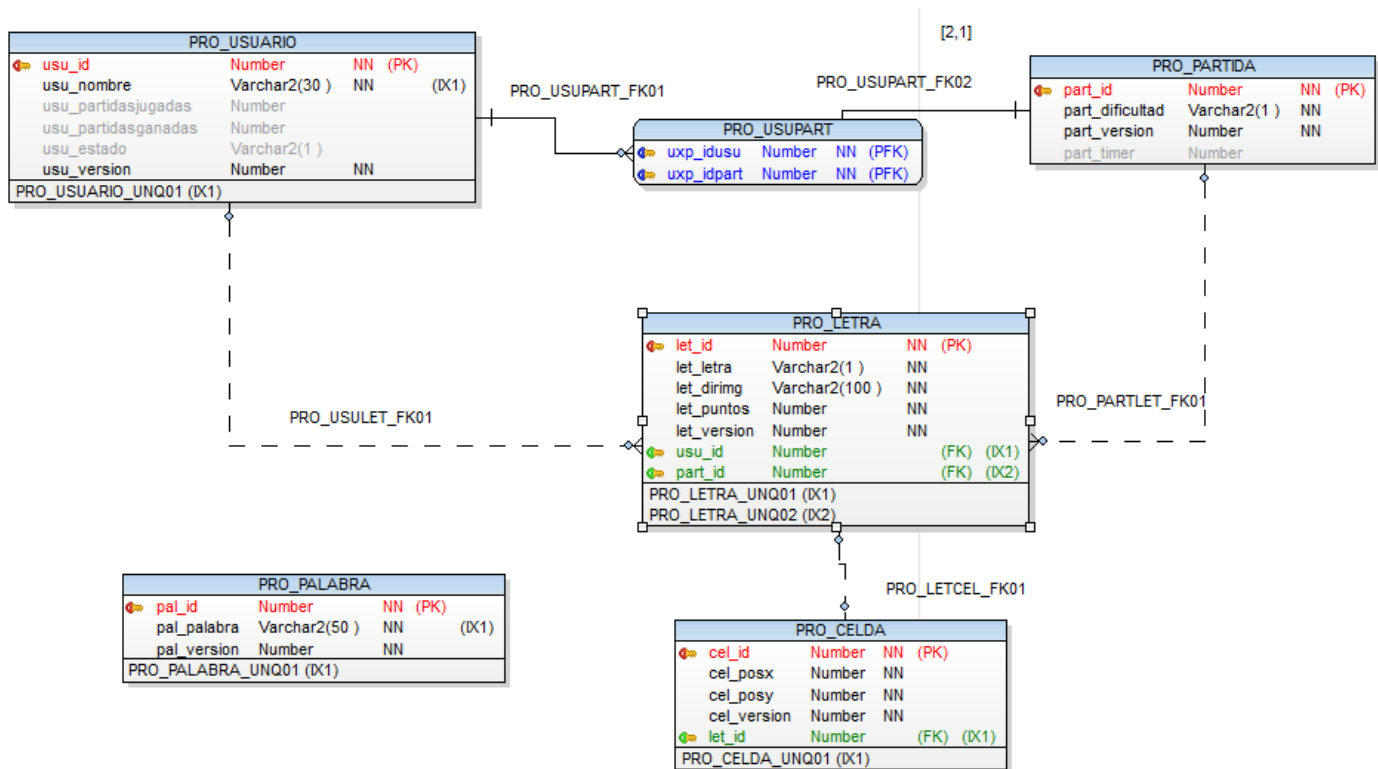 [2,1]
PRO_USUARIO
usu_id Number NN (PK)
usu_nombre Varchar2(30 ) NN (IX1)
usu_partidasjugadas Number
usu_partidasganadas Number
usu_estado Varchar2(1 )
usu_version Number NN
PRO_USUARIO_UNQ01 (IX1)
PRO_USUPART_FK01
PRO_USUPART_FK02
PRO_USUPART
uxp_idusu Number NN (PFK)
uxp_idpart Number NN (PFK)
PRO_PARTIDA
part_id Number NN (PK)
part_dificultad Varchar2(1 ) NN
part_version Number NN
part_timer Number
PRO_USULET_FK01
PRO_LETRA
let_id Number NN (PK)
let_letra Varchar2(1 ) NN
let_dirimg Varchar2(100 ) NN
let_puntos Number NN
let_version Number NN
usu_id Number (FK) (IX1)
part_id Number (FK) (IX2)
PRO_LETRA_UNQ01 (IX1)
PRO_LETRA_UNQ02 (IX2)
PRO_PARTLET_FK01
PRO_PALABRA
pal_id Number NN (PK)
pal_palabra Varchar2(50 ) NN (IX1)
pal_version Number NN
PRO_PALABRA_UNQ01 (IX1)
PRO_LETCEL_FK01
PRO_CELDA
cel_id Number NN (PK)
cel_posx Number NN
cel_posy Number NN
cel_version Number NN
let_id Number (FK) (IX1)
PRO_CELDA_UNQ01 (IX1)